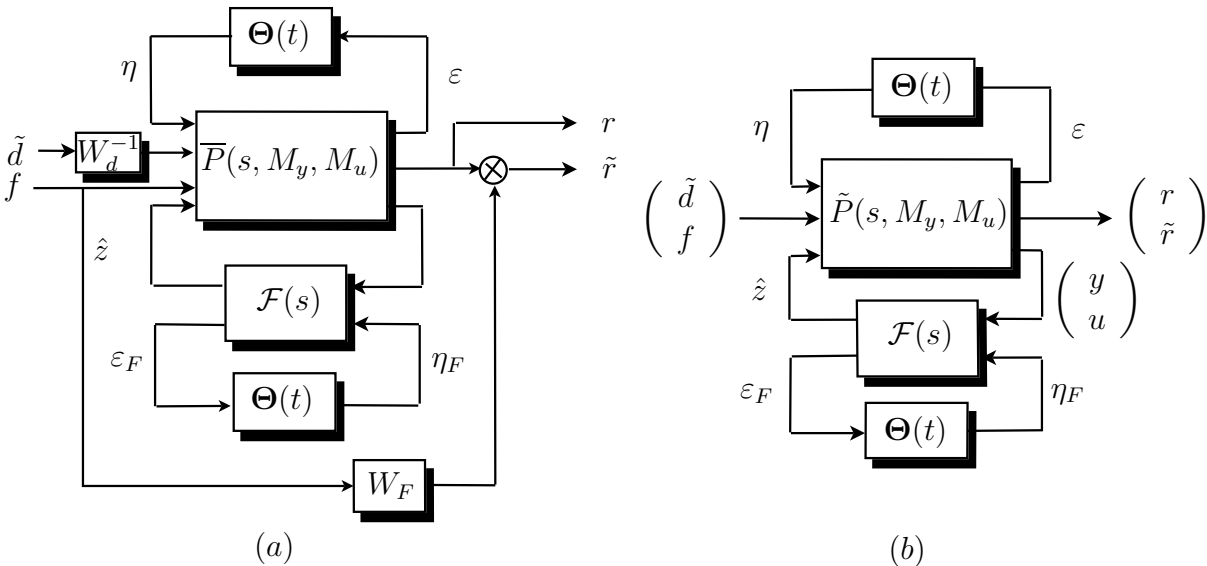 Θ(t)
η
ε
d̃
W_d^{-1}
P̅(s, M_y, M_u)
f
r
r̃
ẑ
F(s)
ε_F
η_F
Θ(t)
W_F
(a)
Θ(t)
η
ε
( d̃ f )
P̃(s, M_y, M_u)
( r r̃ )
ẑ
( y u )
F(s)
ε_F
η_F
Θ(t)
(b)